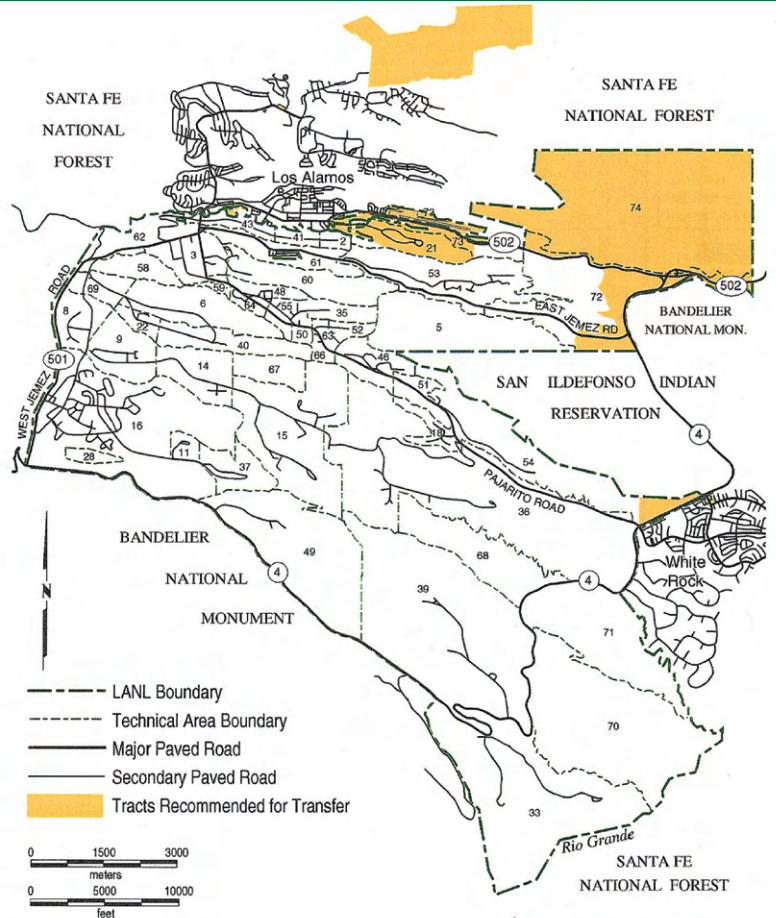 SANTA FE
NATIONAL
FOREST
SANTA FE
NATIONAL FOREST
Los Alamos
74
72
43
41
2
21
73
502
62
3
61
53
58
60
72
502
ROAD
69
59
48
EAST JEMEZ RD
BANDELIER
NATIONAL MON.
8
6
64
55
35
5
22
50
63
52
9
40
66
46
501
14
67
51
SAN ILDEFONSO INDIAN
RESERVATION
WEST JEMEZ
16
15
18
4
11
54
28
37
PAJARITO ROAD
36
BANDELIER
NATIONAL
MONUMENT
49
68
White
Rock
4
39
4
71
N
LANL Boundary
Technical Area Boundary
70
Major Paved Road
Secondary Paved Road
Tracts Recommended for Transfer
33
0 1500 3000
meters
Rio Grande
SANTA FE
NATIONAL FOREST
0 5000 10000
feet